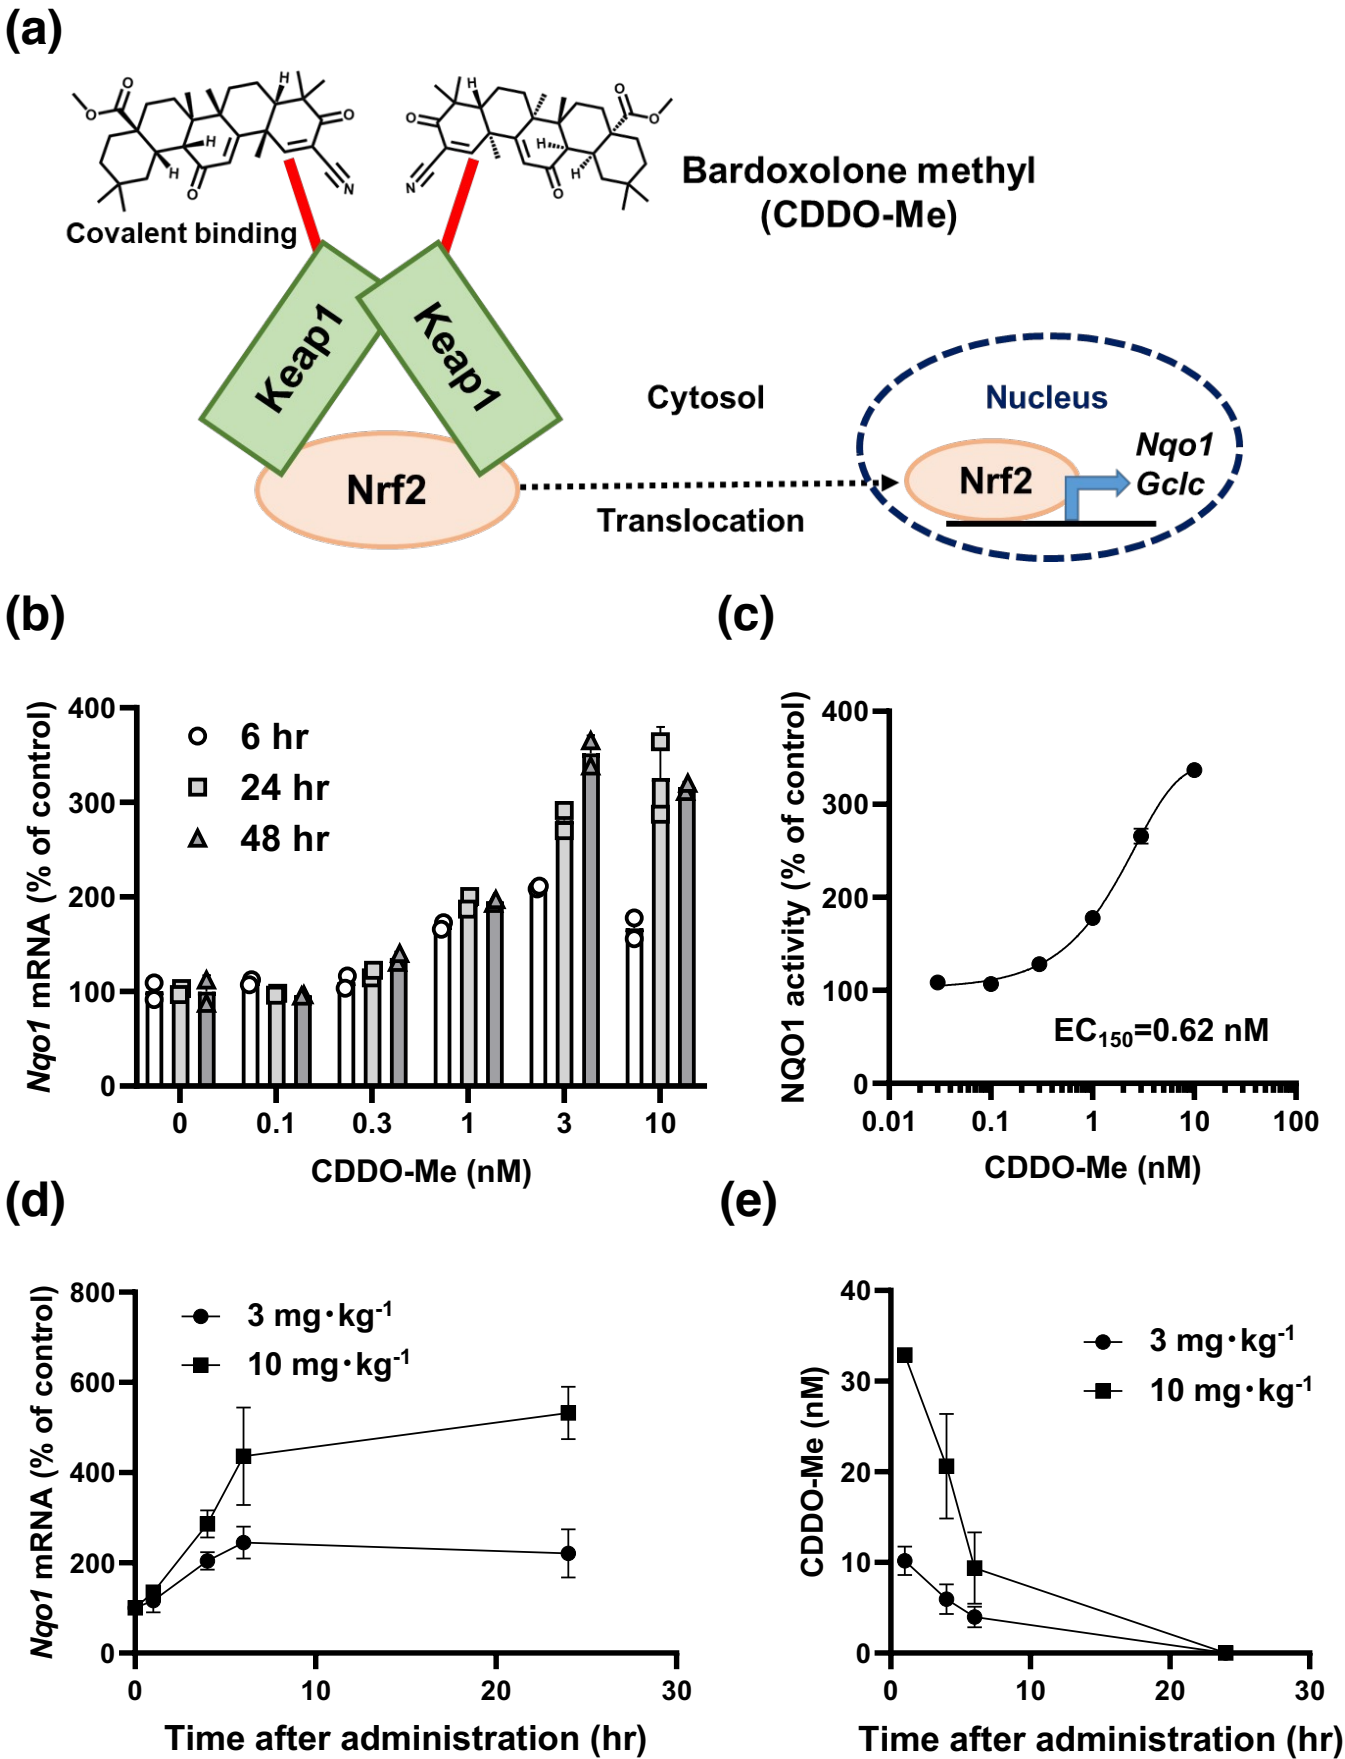 (a)
O
O
H
H
H
O
O
N
O
H
H
H
O
O
O
N
Bardoxolone methyl
(CDDO-Me)
Covalent binding
Keap1
Keap1
Cytosol
Nucleus
Nqo1
Gclc
Nrf2
Nrf2
Translocation
(b)
Nqo1 mRNA (% of control)
400
300
200
100
0
6 hr
24 hr
48 hr
0 0.1 0.3 1 3 10
CDDO-Me (nM)
(c)
NQO1 activity (% of control)
400
300
200
100
0
EC150=0.62 nM
0.01 0.1 1 10 100
CDDO-Me (nM)
(d)
Nqo1 mRNA (% of control)
800
600
400
200
0
3 mg·kg-1
10 mg·kg-1
0 10 20 30
Time after administration (hr)
(e)
CDDO-Me (nM)
40
30
20
10
0
3 mg·kg-1
10 mg·kg-1
0 10 20 30
Time after administration (hr)